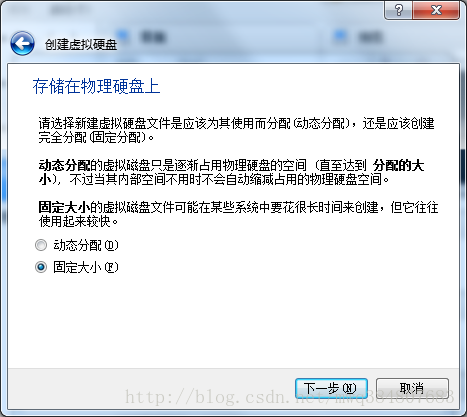 创建虚拟硬盘
存储在物理硬盘上
请选择新建虚拟硬盘文件是应该为其使用而分配(动态分配)，还是应该创建
完全分配(固定分配)。
动态分配的虚拟磁盘只是逐渐占用物理硬盘的空间 (直至达到 分配的大
小)，不过当其内部空间不用时不会自动缩减占用的物理硬盘空间。
固定大小的虚拟磁盘文件可能在某些系统中要花很长时间来创建，但它往往
使用起来较快。
动态分配(D)
固定大小(F)
下一步(N)
取消